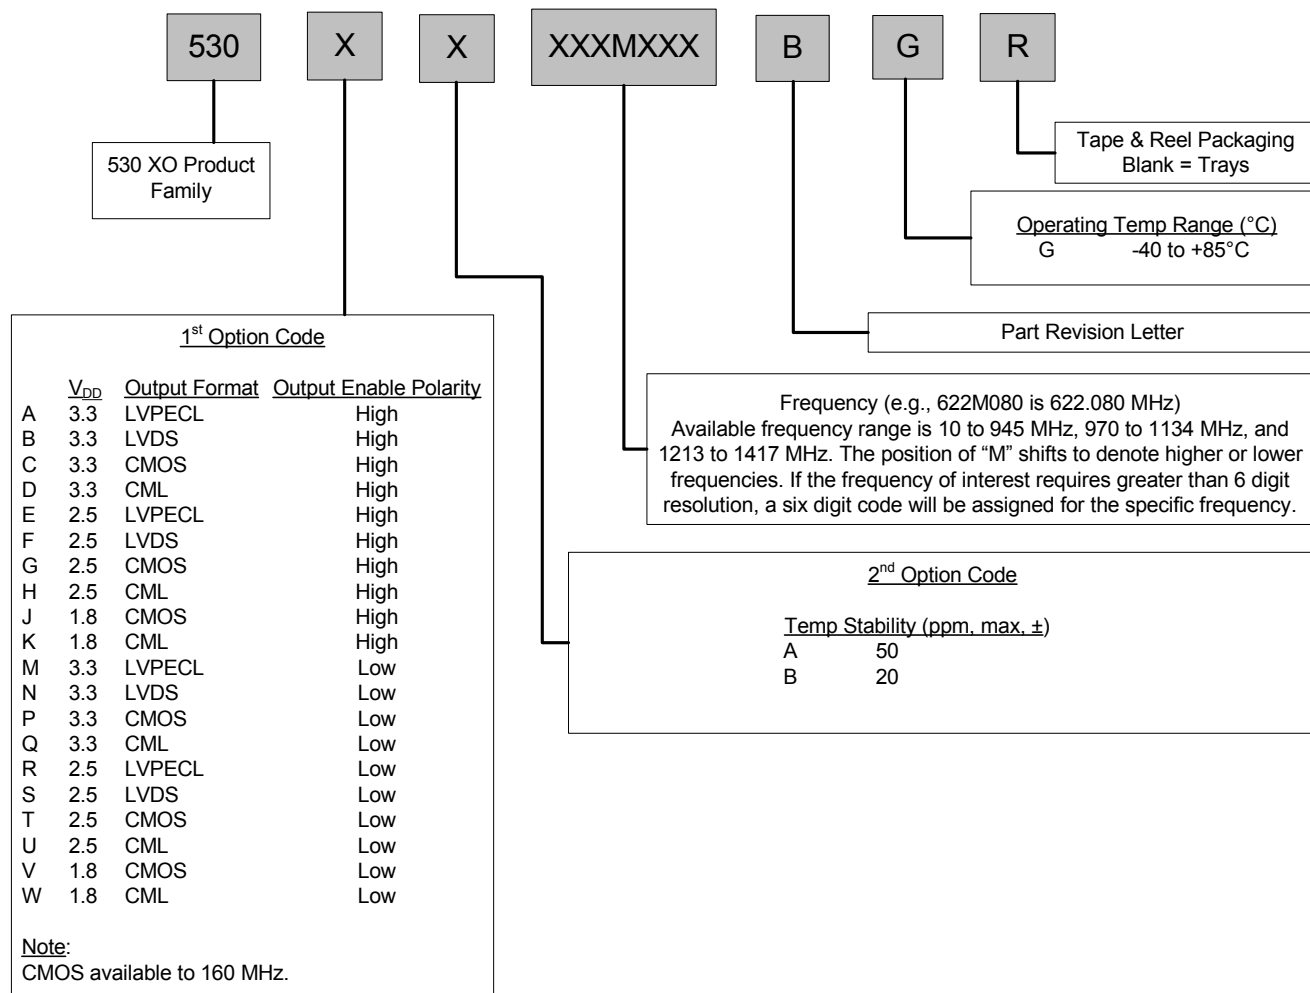 530 X X XXXMXXX B G R
530 XO Product
Family
Tape & Reel Packaging
Blank = Trays
Operating Temp Range (°C)
G -40 to +85°C
Part Revision Letter
Frequency (e.g., 622M080 is 622.080 MHz)
Available frequency range is 10 to 945 MHz, 970 to 1134 MHz, and
1213 to 1417 MHz. The position of “M” shifts to denote higher or lower
frequencies. If the frequency of interest requires greater than 6 digit
resolution, a six digit code will be assigned for the specific frequency.
2nd Option Code
Temp Stability (ppm, max, ±)
A 50
B 20
1st Option Code
VDD Output Format Output Enable Polarity
A 3.3 LVPECL High
B 3.3 LVDS High
C 3.3 CMOS High
D 3.3 CML High
E 2.5 LVPECL High
F 2.5 LVDS High
G 2.5 CMOS High
H 2.5 CML High
J 1.8 CMOS High
K 1.8 CML High
M 3.3 LVPECL Low
N 3.3 LVDS Low
P 3.3 CMOS Low
Q 3.3 CML Low
R 2.5 LVPECL Low
S 2.5 LVDS Low
T 2.5 CMOS Low
U 2.5 CML Low
V 1.8 CMOS Low
W 1.8 CML Low
Note:
CMOS available to 160 MHz.